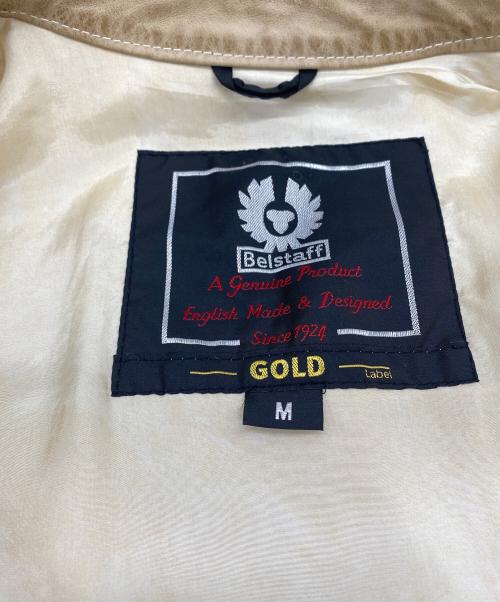 Belstaff
A Genuine Product
English Made & Designed
Since 1924
GOLD Label
M